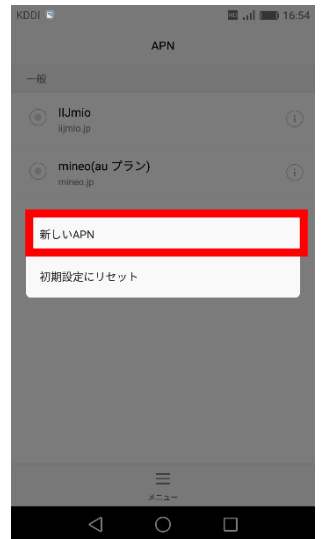 KDDI HD 16:54
APN
一般
IIJmio
iijmio.jp
mineo(au プラン)
mineo.jp
新しいAPN
初期設定にリセット
メニュー